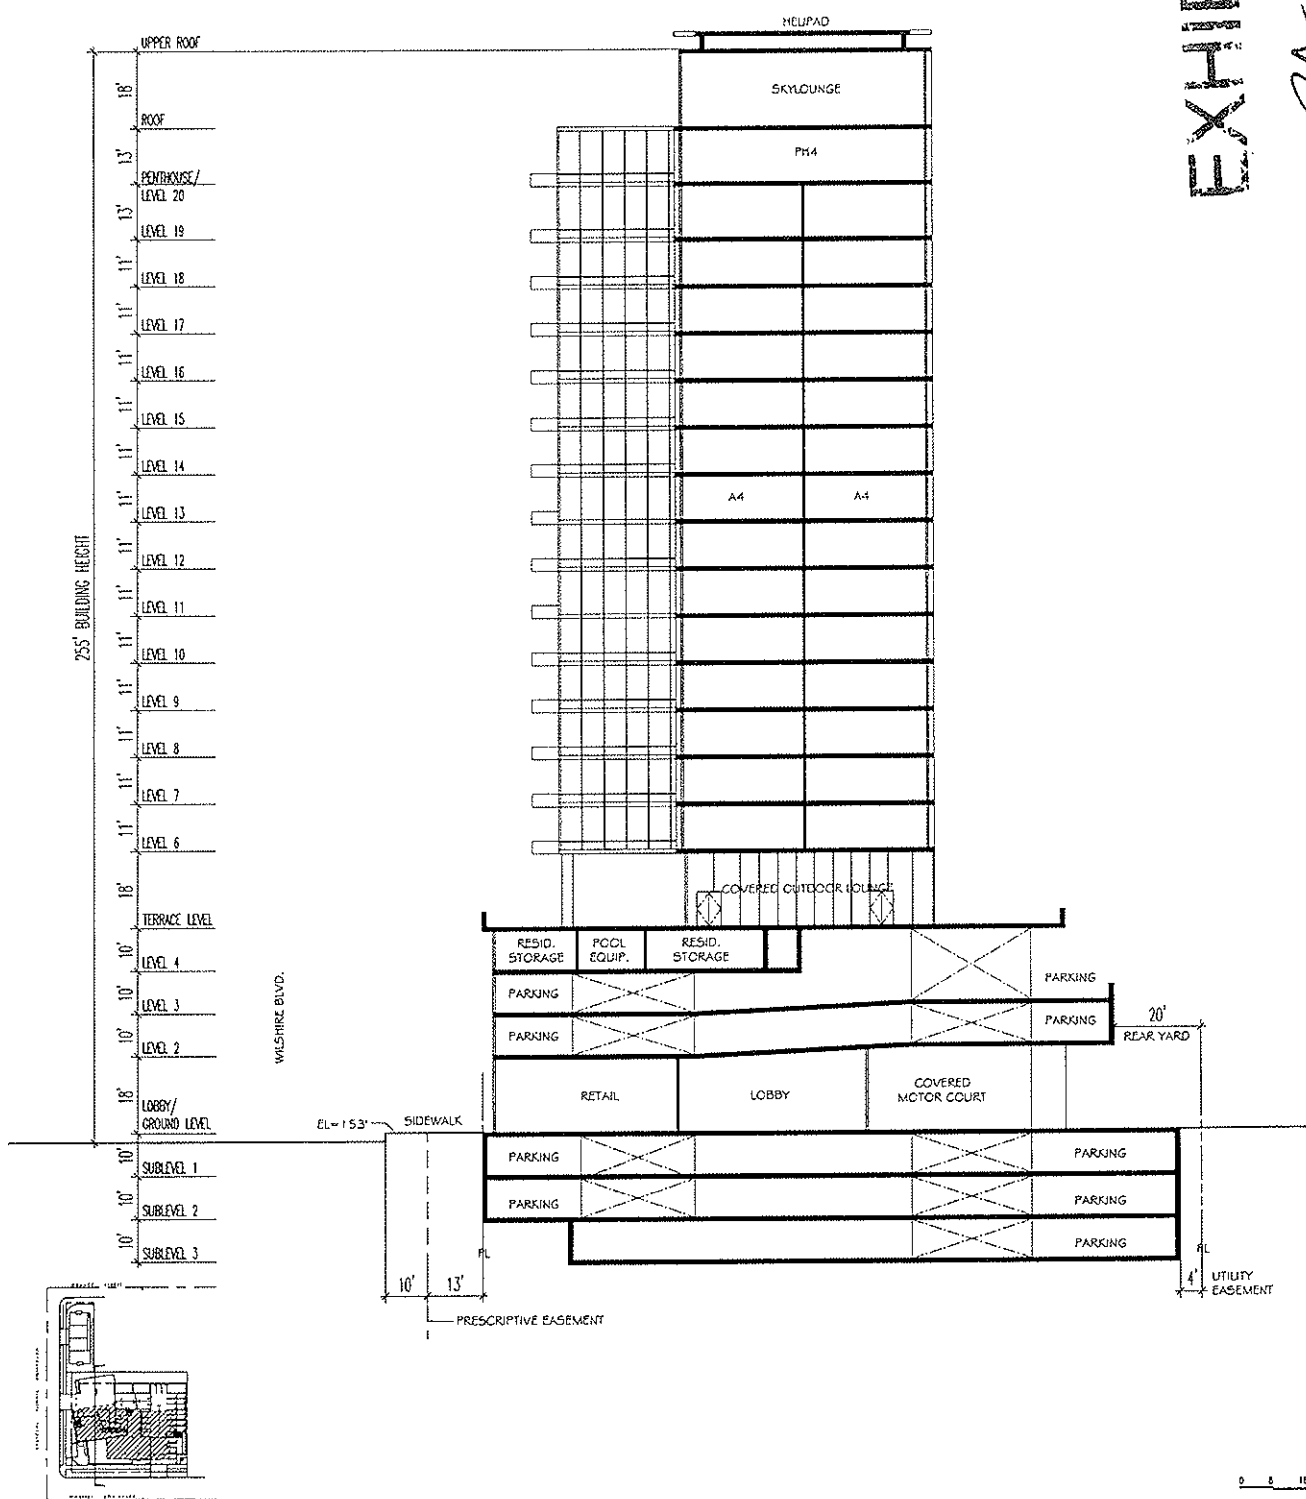 HELIPAD
EXHI
UPPER ROOF
18'
SKYLOUNGE
ROOF
13'
PH4
PENTHOUSE/
LEVEL 20
13'
LEVEL 19
11'
LEVEL 18
11'
LEVEL 17
11'
LEVEL 16
11'
LEVEL 15
11'
LEVEL 14
11'
A4
A4
LEVEL 13
11'
LEVEL 12
11'
LEVEL 11
11'
LEVEL 10
11'
LEVEL 9
11'
LEVEL 8
11'
LEVEL 7
11'
LEVEL 6
255' BUILDING HEIGHT
18'
COVERED OUTDOOR LOUNGE
TERRACE LEVEL
10'
RESID.
STORAGE
POOL
EQUIP.
RESID.
STORAGE
LEVEL 4
10'
PARKING
PARKING
LEVEL 3
10'
PARKING
PARKING
20'
REAR YARD
LEVEL 2
WILSHIRE BLVD.
18'
RETAIL
LOBBY
COVERED
MOTOR COURT
LOBBY/
GROUND LEVEL
EL=153'
SIDEWALK
10'
PARKING
PARKING
SUBLEVEL 1
10'
PARKING
PARKING
SUBLEVEL 2
10'
PARKING
SUBLEVEL 3
PL
PL
10'
13'
4'
UTILITY
EASEMENT
PRESCRIPTIVE EASEMENT
0 8